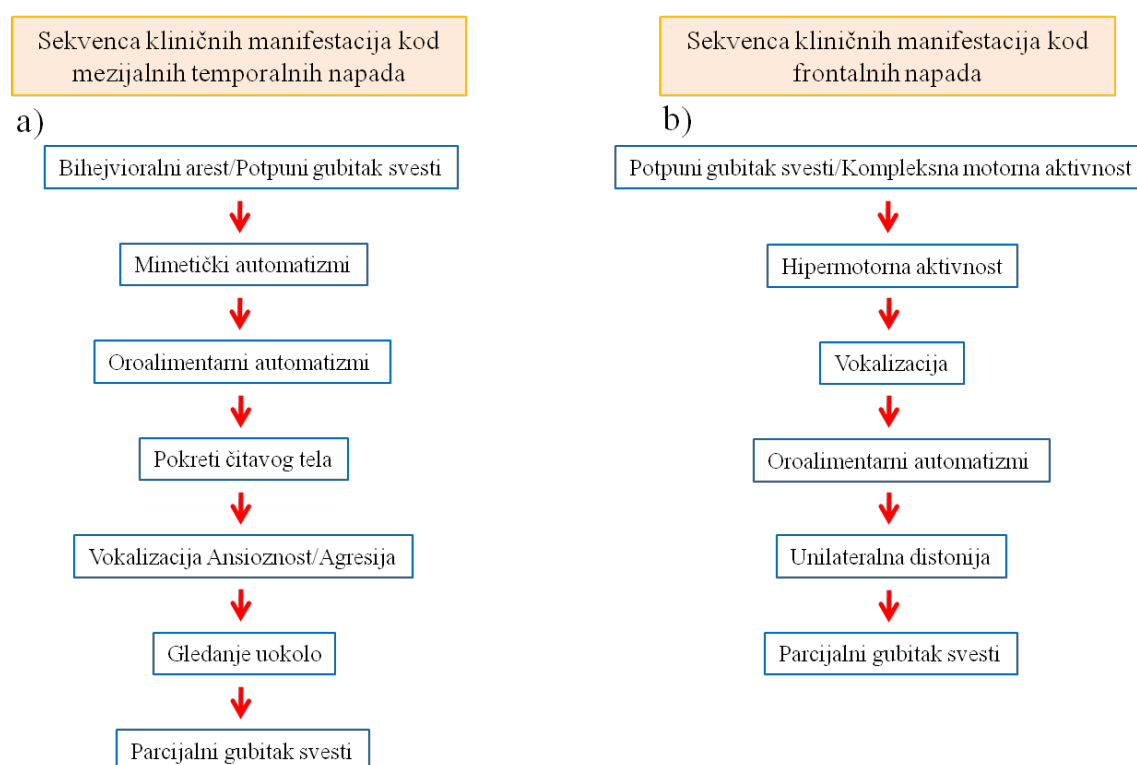 Sekvenca kliničnih manifestacija kod
mezijalnih temporalnih napada
a)
Bihejvioralni arest/Potpuni gubitak svesti
Mimetički automatizmi
Oroalimentarni automatizmi
Pokreti čitavog tela
Vokalizacija Ansioznost/Agresija
Gledanje uokolo
Parcijalni gubitak svesti
Sekvenca kliničnih manifestacija kod
frontalnih napada
b)
Potpuni gubitak svesti/Kompleksna motorna aktivnost
Hipermotorna aktivnost
Vokalizacija
Oroalimentarni automatizmi
Unilateralna distonija
Parcijalni gubitak svesti